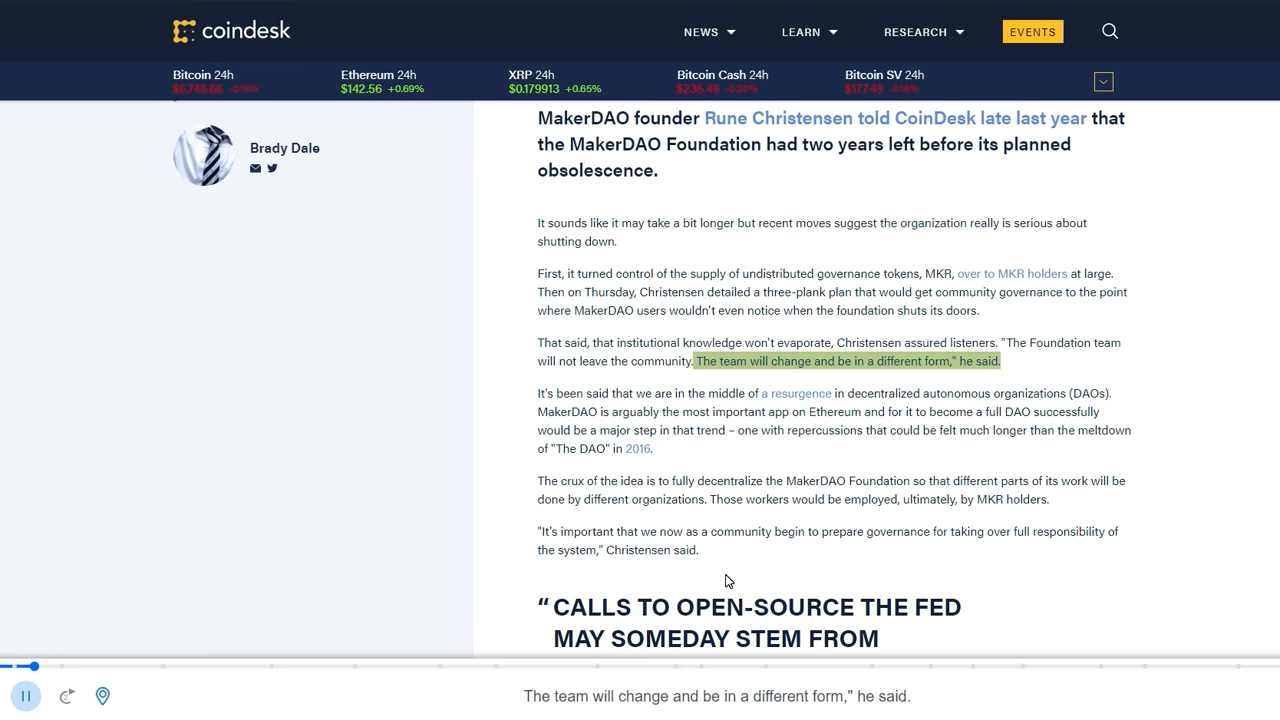 coindesk
NEWS
LEARN
RESEARCH
EVENTS
Bitcoin 24h
$6,746.66 -0.15%
Ethereum 24h
$142.56 +0.69%
XRP 24h
$0.179913 +0.65%
Bitcoin Cash 24h
$236.49 -0.20%
Bitcoin SV 24h
$177.48 -0.18%
Brady Dale
MakerDAO founder Rune Christensen told CoinDesk late last year that
the MakerDAO Foundation had two years left before its planned
obsolescence.
It sounds like it may take a bit longer but recent moves suggest the organization really is serious about
shutting down.
First, it turned control of the supply of undistributed governance tokens, MKR, over to MKR holders at large.
Then on Thursday, Christensen detailed a three-plank plan that would get community governance to the point
where MakerDAO users wouldn't even notice when the foundation shuts its doors.
That said, that institutional knowledge won't evaporate, Christensen assured listeners. "The Foundation team
will not leave the community. The team will change and be in a different form," he said.
It's been said that we are in the middle of a resurgence in decentralized autonomous organizations (DAOs).
MakerDAO is arguably the most important app on Ethereum and for it to become a full DAO successfully
would be a major step in that trend – one with repercussions that could be felt much longer than the meltdown
of "The DAO" in 2016.
The crux of the idea is to fully decentralize the MakerDAO Foundation so that different parts of its work will be
done by different organizations. Those workers would be employed, ultimately, by MKR holders.
"It's important that we now as a community begin to prepare governance for taking over full responsibility of
the system," Christensen said.
“ CALLS TO OPEN-SOURCE THE FED
MAY SOMEDAY STEM FROM
The team will change and be in a different form," he said.